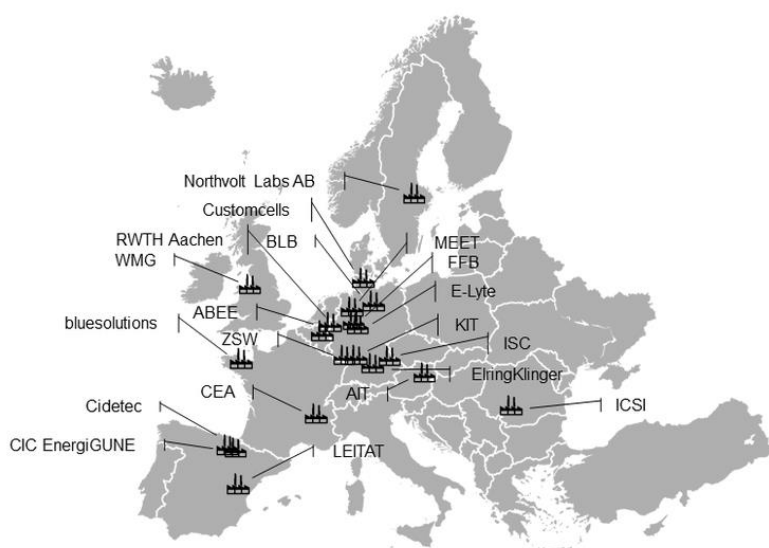 Northvolt Labs AB
Customcells
RWTH Aachen
BLB
MEET
WMG
FFB
E-Lyte
ABEE
bluesolutions
KIT
ZSW
ISC
ElringKlinger
CEA
AIT
Cidetec
ICSI
CIC EnergiGUNE
LEITAT